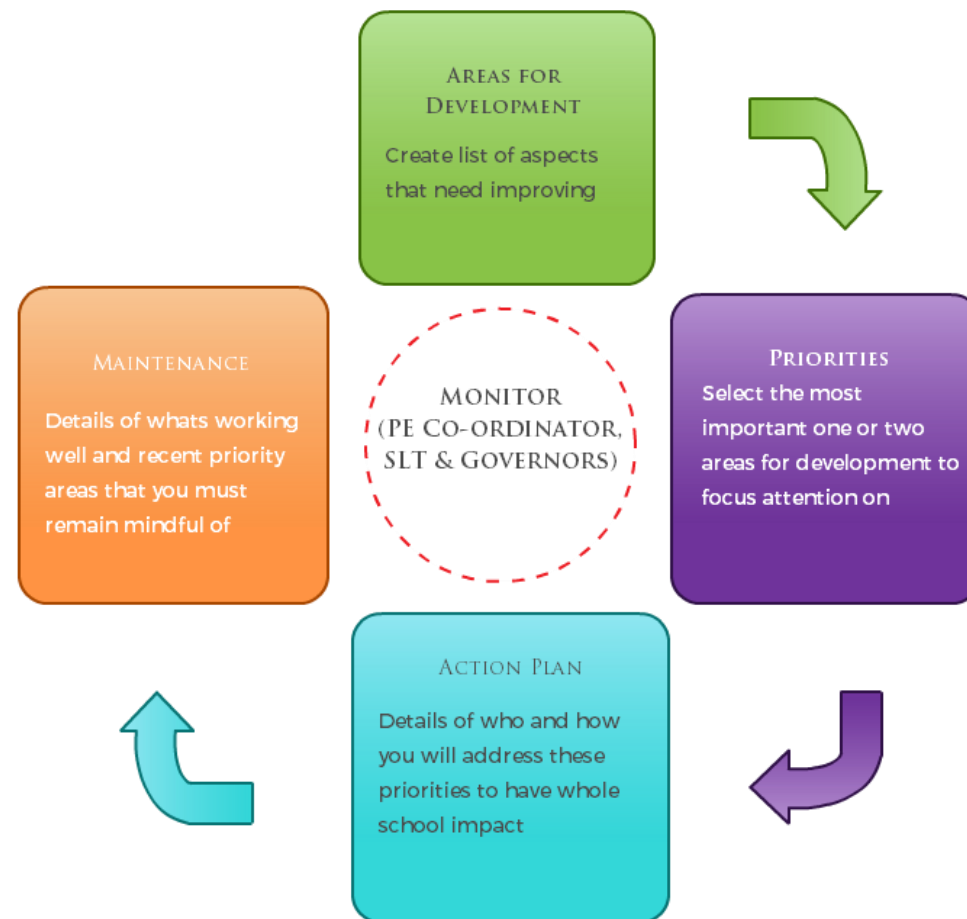 AREAS FOR
DEVELOPMENT
Create list of aspects
that need improving
PRIORITIES
Select the most
important one or two
areas for development to
focus attention on
ACTION PLAN
Details of who and how
you will address these
priorities to have whole
school impact
MAINTENANCE
Details of whats working
well and recent priority
areas that you must
remain mindful of
MONITOR
(PE CO-ORDINATOR,
SLT & GOVERNORS)